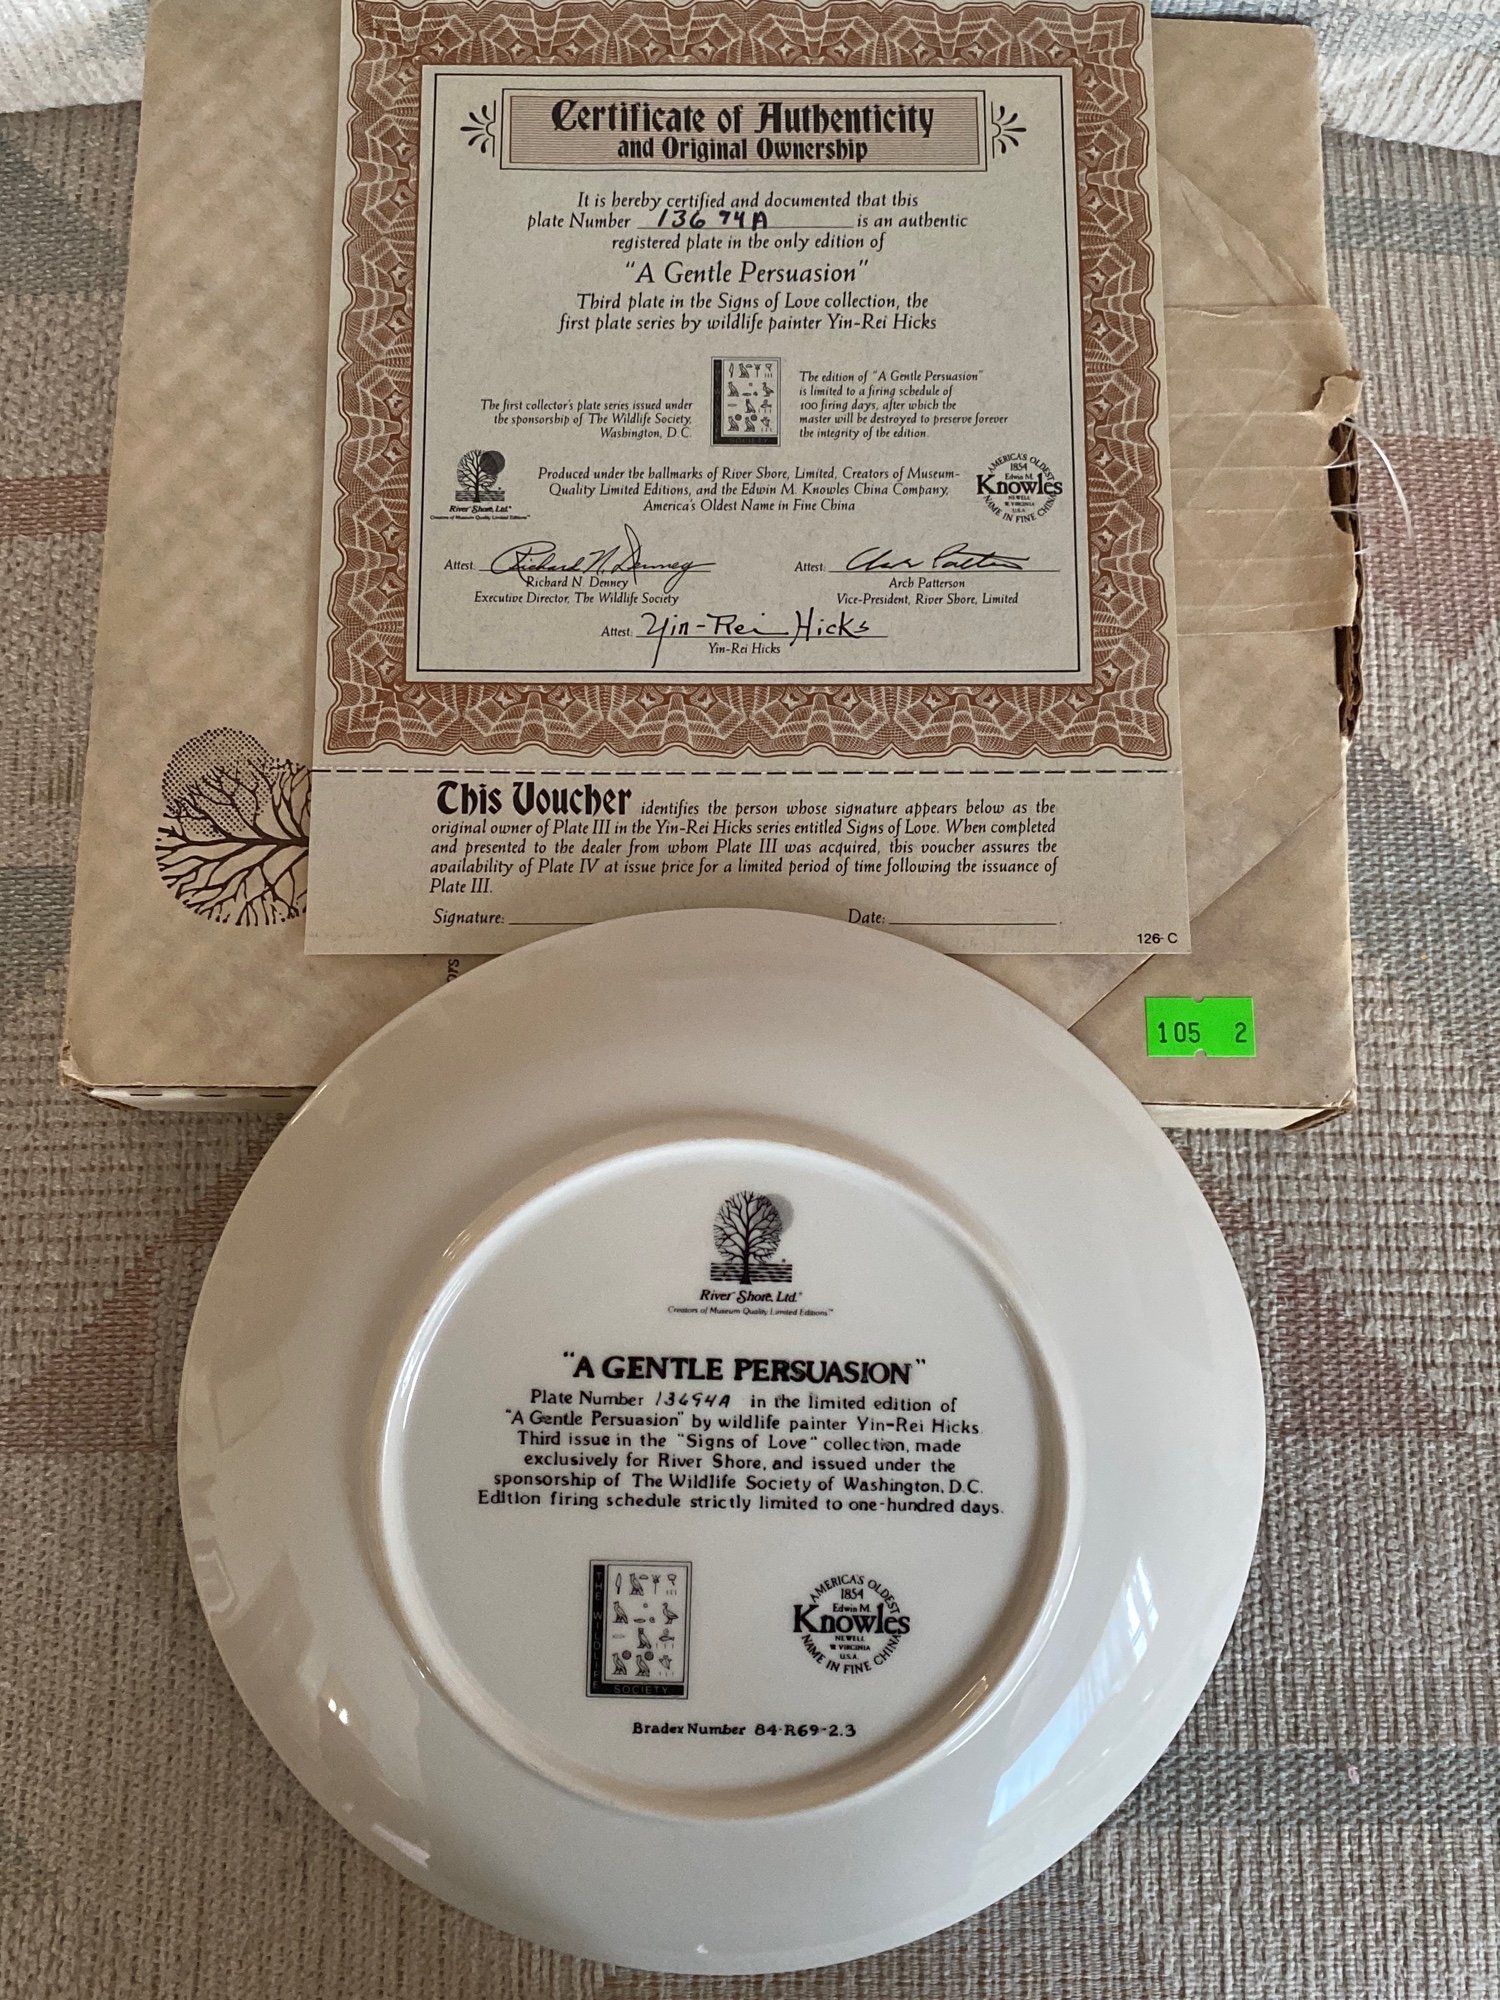 Certificate of Authenticity
and Original Ownership
It is hereby certified and documented that this
plate Number 13694A is an authentic
registered plate in the only edition of
"A Gentle Persuasion"
Third plate in the Signs of Love collection, the
first plate series by wildlife painter Yin-Rei Hicks
The first collector's plate series issued under
the sponsorship of The Wildlife Society,
Washington, D.C.
SOCIETY
The edition of "A Gentle Persuasion"
is limited to a firing schedule of
100 firing days, after which the
master will be destroyed to preserve forever
the integrity of the edition.
River Shore, Ltd.
Creators of Museum Quality Limited Editions™
Produced under the hallmarks of River Shore, Limited, Creators of Museum-
Quality Limited Editions, and the Edwin M. Knowles China Company,
America's Oldest Name in Fine China
AMERICA'S OLDEST
1854
Edwin M.
Knowles
NEWELL
W. VIRGINIA
U.S.A.
NAME IN FINE CHINA
Attest: Richard N. Denney
Richard N. Denney
Executive Director, The Wildlife Society
Attest: Arch Patterson
Arch Patterson
Vice-President, River Shore, Limited
Attest: Yin-Rei Hicks
Yin-Rei Hicks
This Voucher identifies the person whose signature appears below as the
original owner of Plate III in the Yin-Rei Hicks series entitled Signs of Love. When completed
and presented to the dealer from whom Plate III was acquired, this voucher assures the
availability of Plate IV at issue price for a limited period of time following the issuance of
Plate III.
Signature:
Date:
126-C
105 2
River Shore, Ltd.
Creators of Museum Quality Limited Editions™
"A GENTLE PERSUASION"
Plate Number 13694A in the limited edition of
"A Gentle Persuasion" by wildlife painter Yin-Rei Hicks.
Third issue in the "Signs of Love" collection, made
exclusively for River Shore, and issued under the
sponsorship of The Wildlife Society of Washington, D.C.
Edition firing schedule strictly limited to one-hundred days.
THE WILDLIFE
SOCIETY
AMERICA'S OLDEST
1854
Edwin M.
Knowles
NEWELL
W VIRGINIA
U.S.A.
NAME IN FINE CHINA
Bradex Number 84-R69-2.3